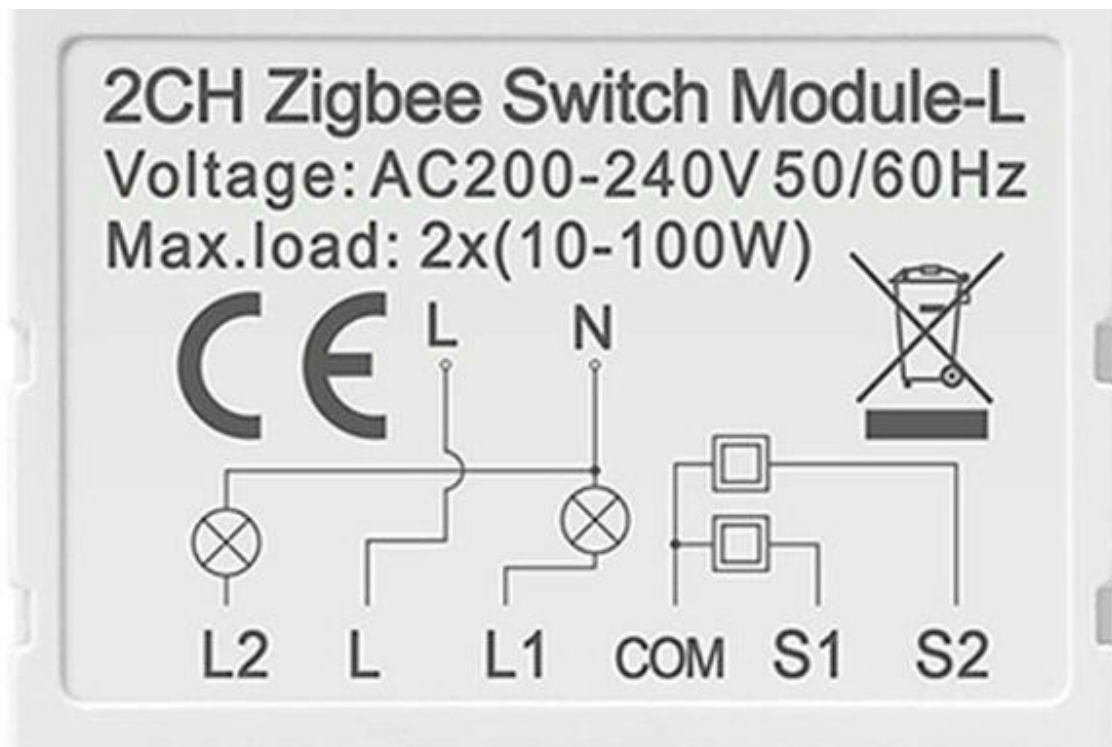 2CH Zigbee Switch Module-L
Voltage: AC200-240V 50/60Hz
Max.load: 2x(10-100W)
CE
L N
L2 L L1 COM S1 S2